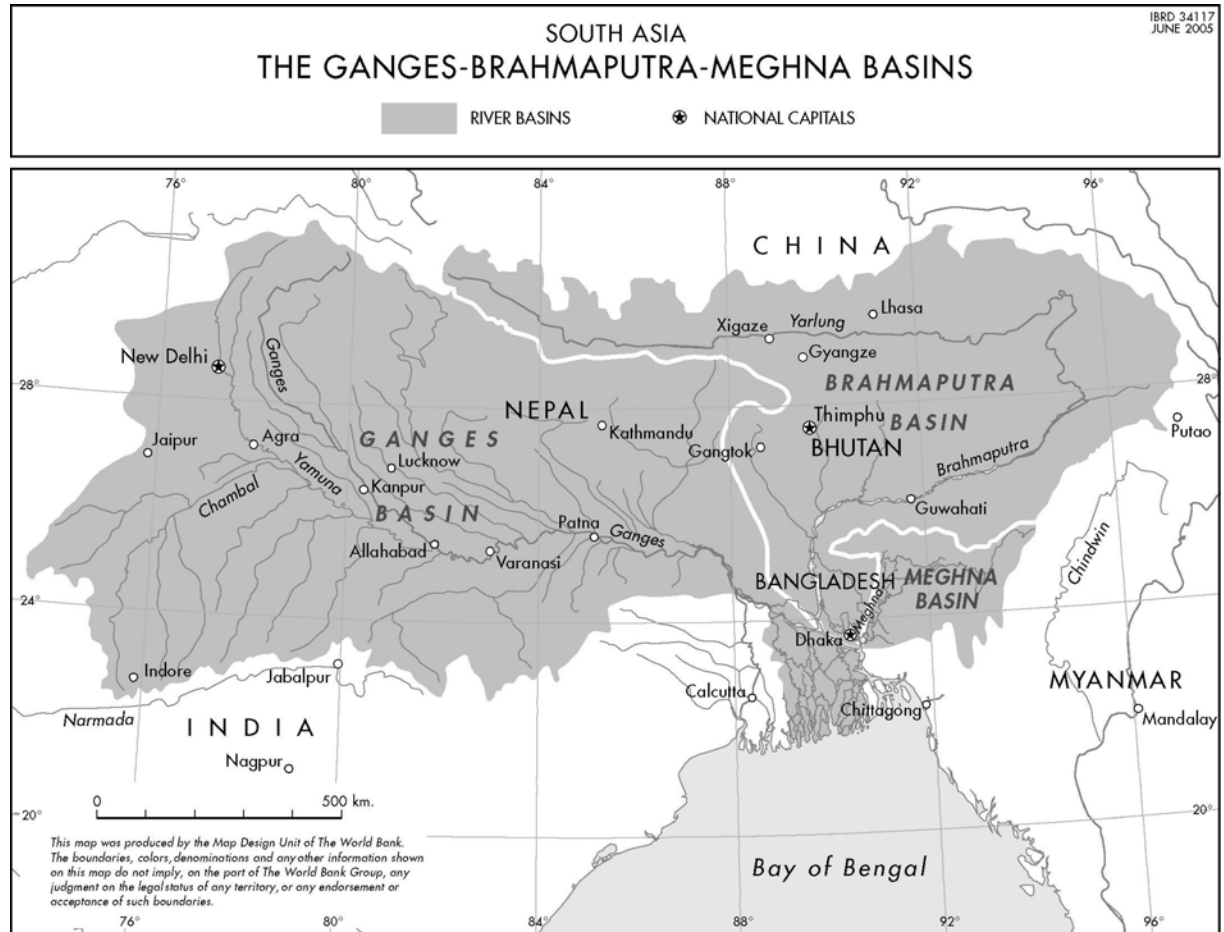 IBRD 34117
JUNE 2005
SOUTH ASIA
THE GANGES-BRAHMAPUTRA-MEGHNA BASINS
RIVER BASINS
NATIONAL CAPITALS
76°
80°
84°
88°
92°
96°
CHINA
Lhasa
Xigaze
Yarlung
Gyangze
New Delhi
Ganges
28°
28°
BRAHMAPUTRA
BASIN
NEPAL
Thimphu
BHUTAN
Putao
Jaipur
Agra
GANGES
Kathmandu
Gangtok
Brahmaputra
Lucknow
Yamuna
Chambal
Kanpur
BASIN
Guwahati
Patna
Ganges
Allahabad
Varanasi
Chindwin
BANGLADESH
MEGHNA
BASIN
24°
24°
Meghna
Dhaka
Indore
Jabalpur
Calcutta
Chittagong
MYANMAR
Mandalay
Narmada
INDIA
Nagpur
0
500 km.
20°
20°
This map was produced by the Map Design Unit of The World Bank.
The boundaries, colors, denominations and any other information shown
on this map do not imply, on the part of The World Bank Group, any
judgment on the legal status of any territory, or any endorsement or
acceptance of such boundaries.
Bay of Bengal
76°
80°
84°
88°
92°
96°